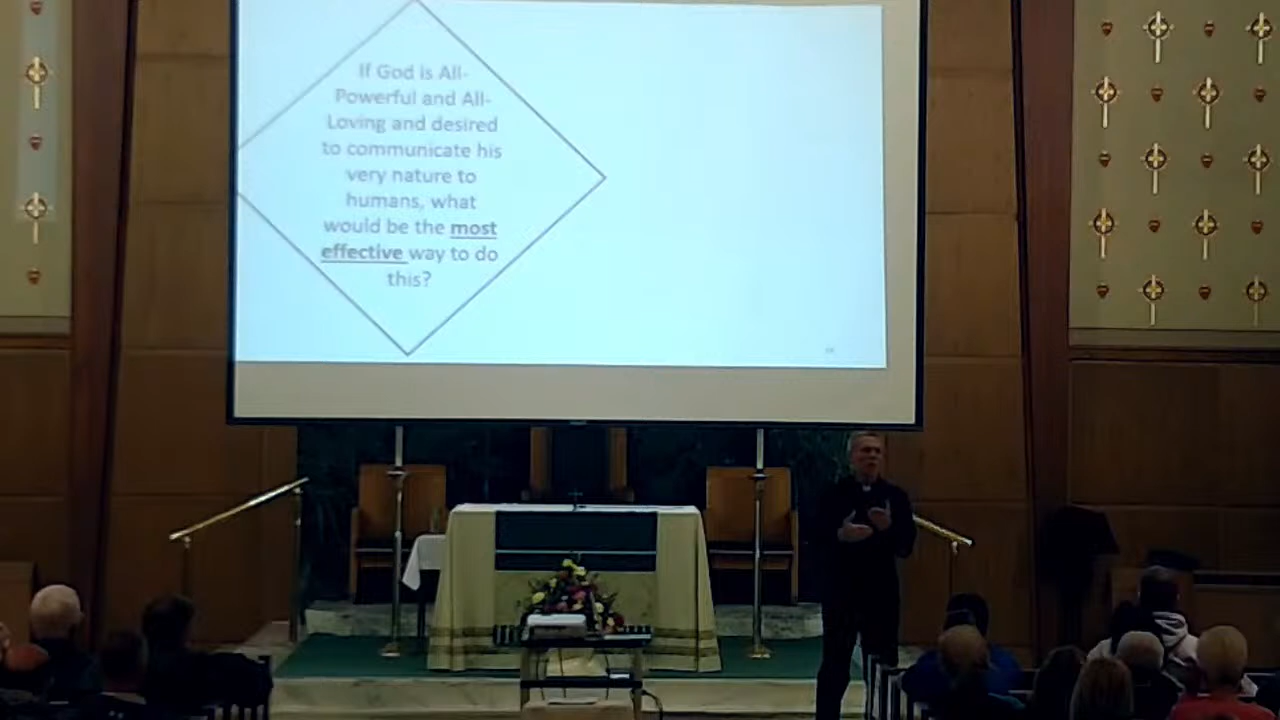 If God is All-
Powerful and All-
Loving and desired
to communicate his
very nature to
humans, what
would be the most
effective way to do
this?